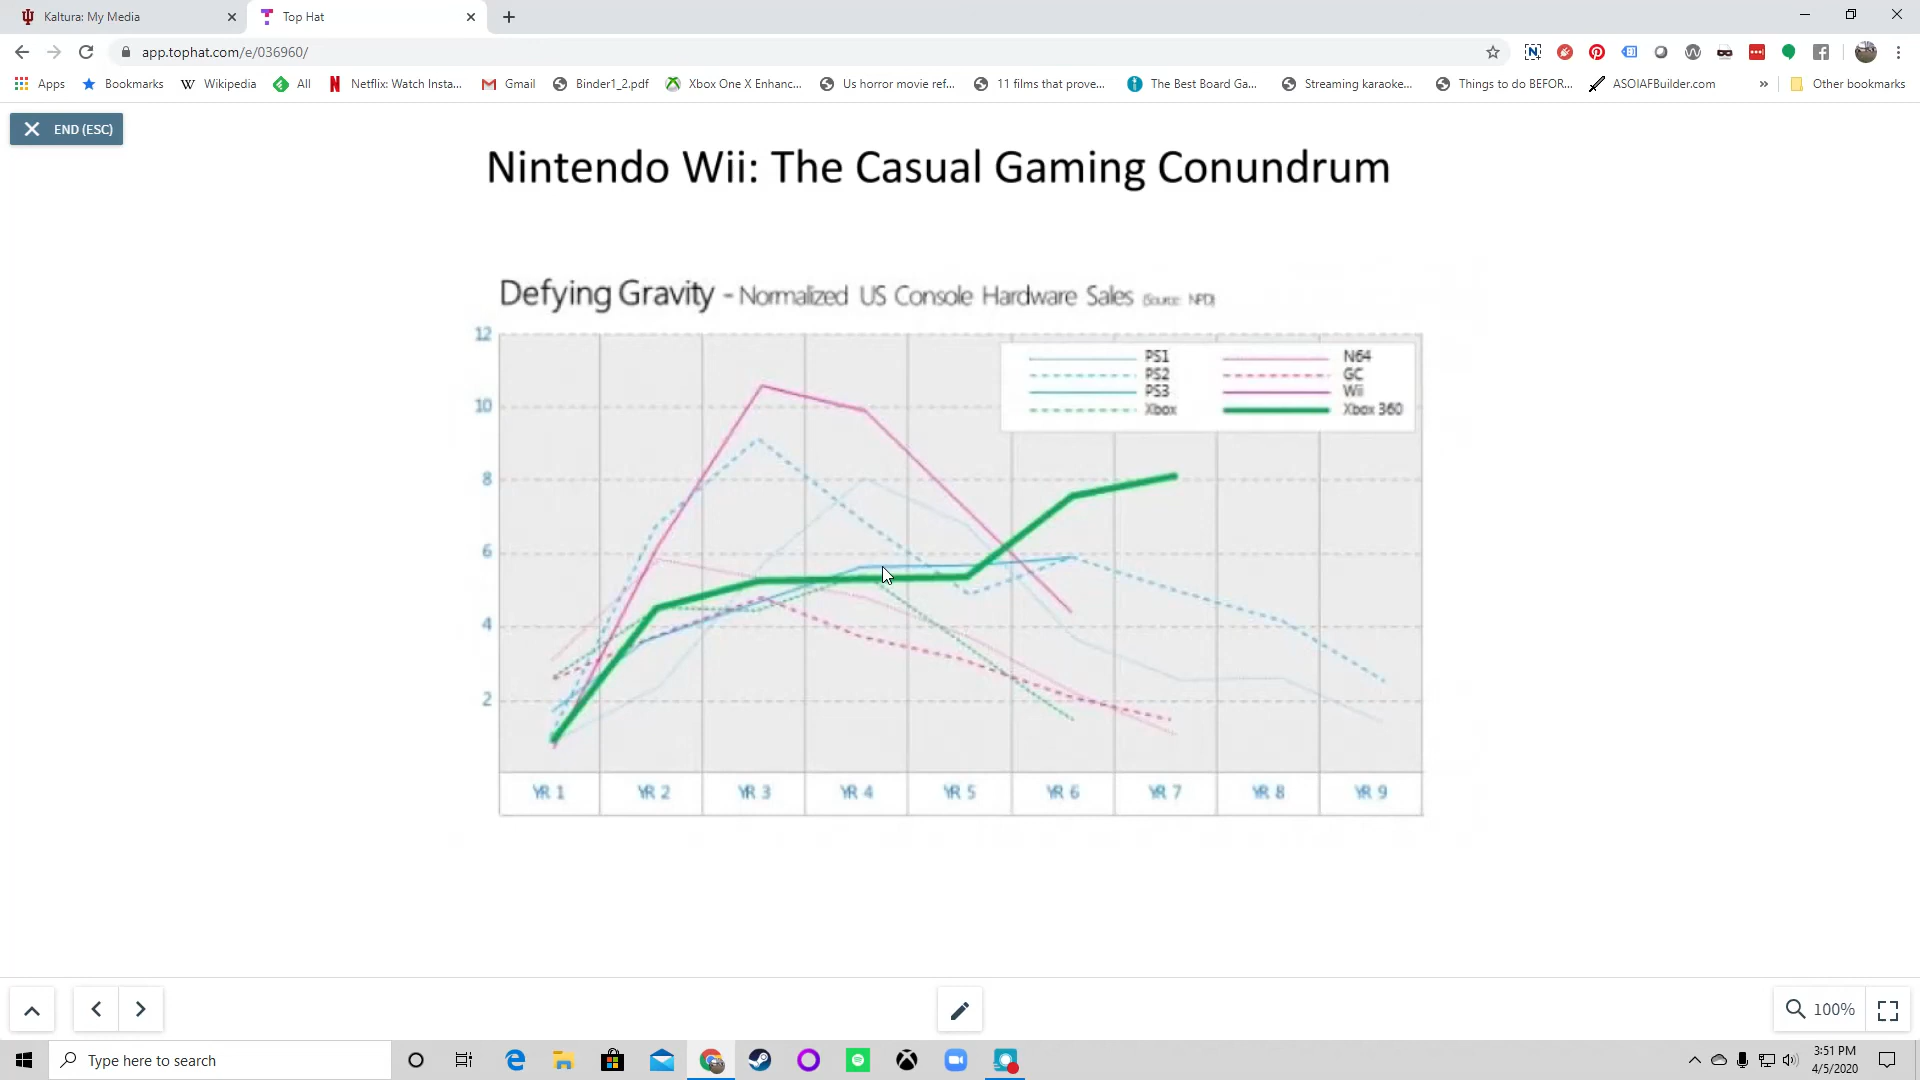 Kaltura: My Media
Top Hat
app.tophat.com/e/036960/
Apps
Bookmarks
Wikipedia
All
Netflix: Watch Insta...
Gmail
Binder1_2.pdf
Xbox One X Enhanc...
Us horror movie ref...
11 films that prove...
The Best Board Ga...
Streaming karaoke...
Things to do BEFOR...
ASOIAFBuilder.com
Other bookmarks
END (ESC)
Nintendo Wii: The Casual Gaming Conundrum
Defying Gravity - Normalized US Console Hardware Sales (Source: NPD)
12
10
8
6
4
2
PS1
PS2
PS3
Xbox
N64
GC
Wii
Xbox 360
YR 1
YR 2
YR 3
YR 4
YR 5
YR 6
YR 7
YR 8
YR 9
100%
Type here to search
3:51 PM
4/5/2020